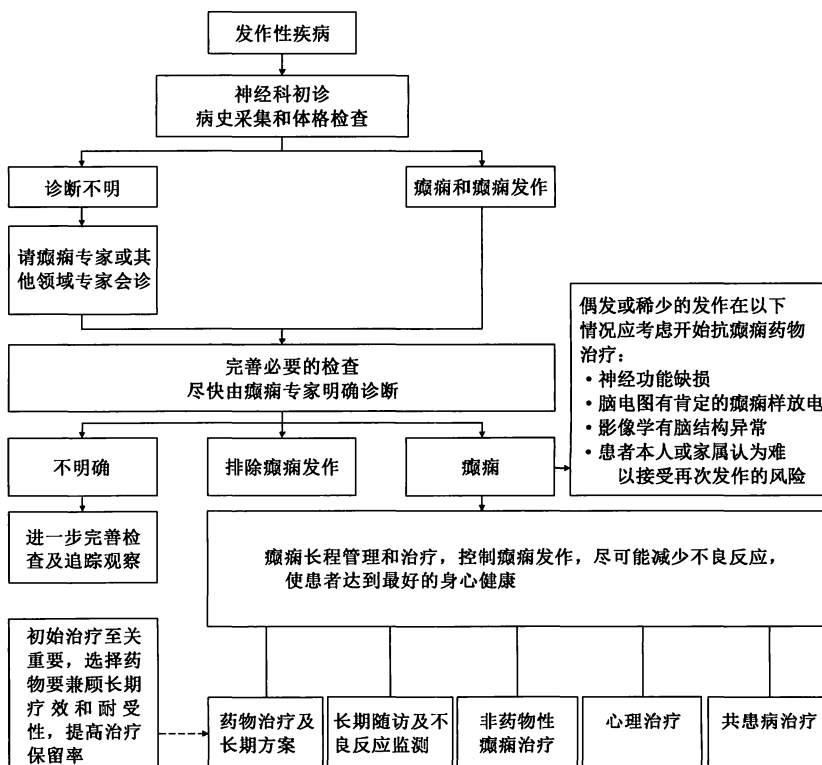 发作性疾病
神经科初诊
病史采集和体格检查
诊断不明
癫痫和癫痫发作
请癫痫专家或其
他领域专家会诊
偶发或稀少的发作在以下
情况应考虑开始抗癫痫药物
治疗：
•神经功能缺损
•脑电图有肯定的癫痫样放电
•影像学有脑结构异常
•患者本人或家属认为难
以接受再次发作的风险
完善必要的检查
尽快由癫痫专家明确诊断
不明确
排除癫痫发作
癫痫
进一步完善检
查及追踪观察
癫痫长程管理和治疗，控制癫痫发作，尽可能减少不良反应，
使患者达到最好的身心健康
初始治疗至关
重要，选择药
物要兼顾长期
疗效和耐受
性，提高治疗
保留率
药物治疗及
长期方案
长期随访及不
良反应监测
非药物性
癫痫治疗
心理治疗
共患病治疗